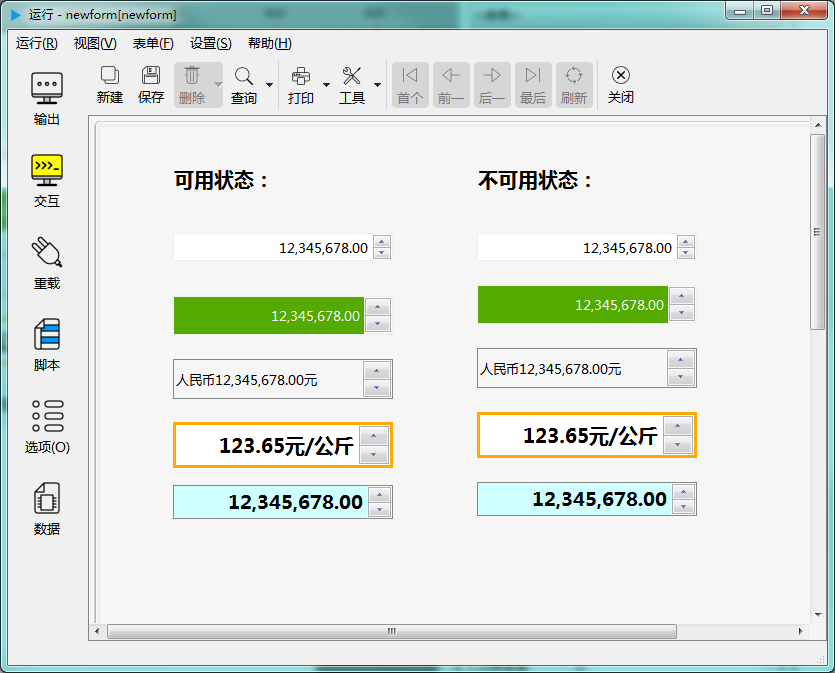 运行 - newform[newform]
运行(R) 视图(V) 表单(F) 设置(S) 帮助(H)
新建 保存 删除 查询 打印 工具 首个 前一 后一 最后 刷新 关闭
输出
交互
重载
脚本
选项(O)
数据
可用状态： 不可用状态：
12,345,678.00 12,345,678.00
12,345,678.00 12,345,678.00
人民币12,345,678.00元 人民币12,345,678.00元
123.65元/公斤 123.65元/公斤
12,345,678.00 12,345,678.00